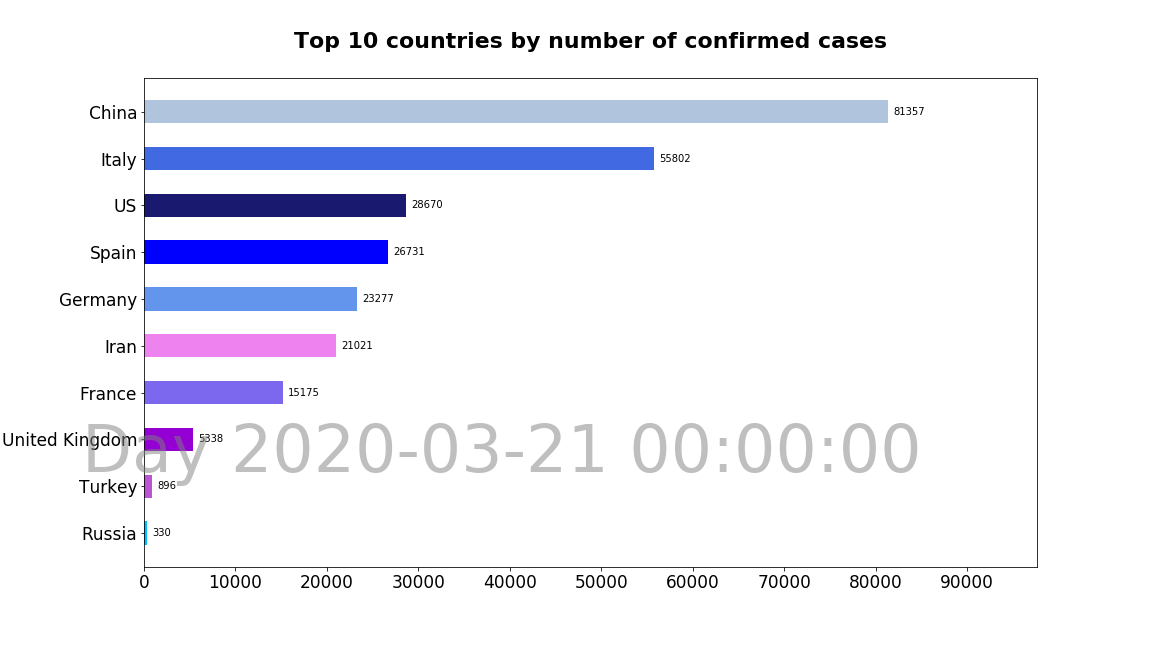 Top 10 countries by number of confirmed cases
China 81357
Italy 55802
US 28670
Spain 26731
Germany 23277
Iran 21021
France 15175
United Kingdom 5338
Day 2020-03-21 00:00:00
Turkey 896
Russia 330
0 10000 20000 30000 40000 50000 60000 70000 80000 90000